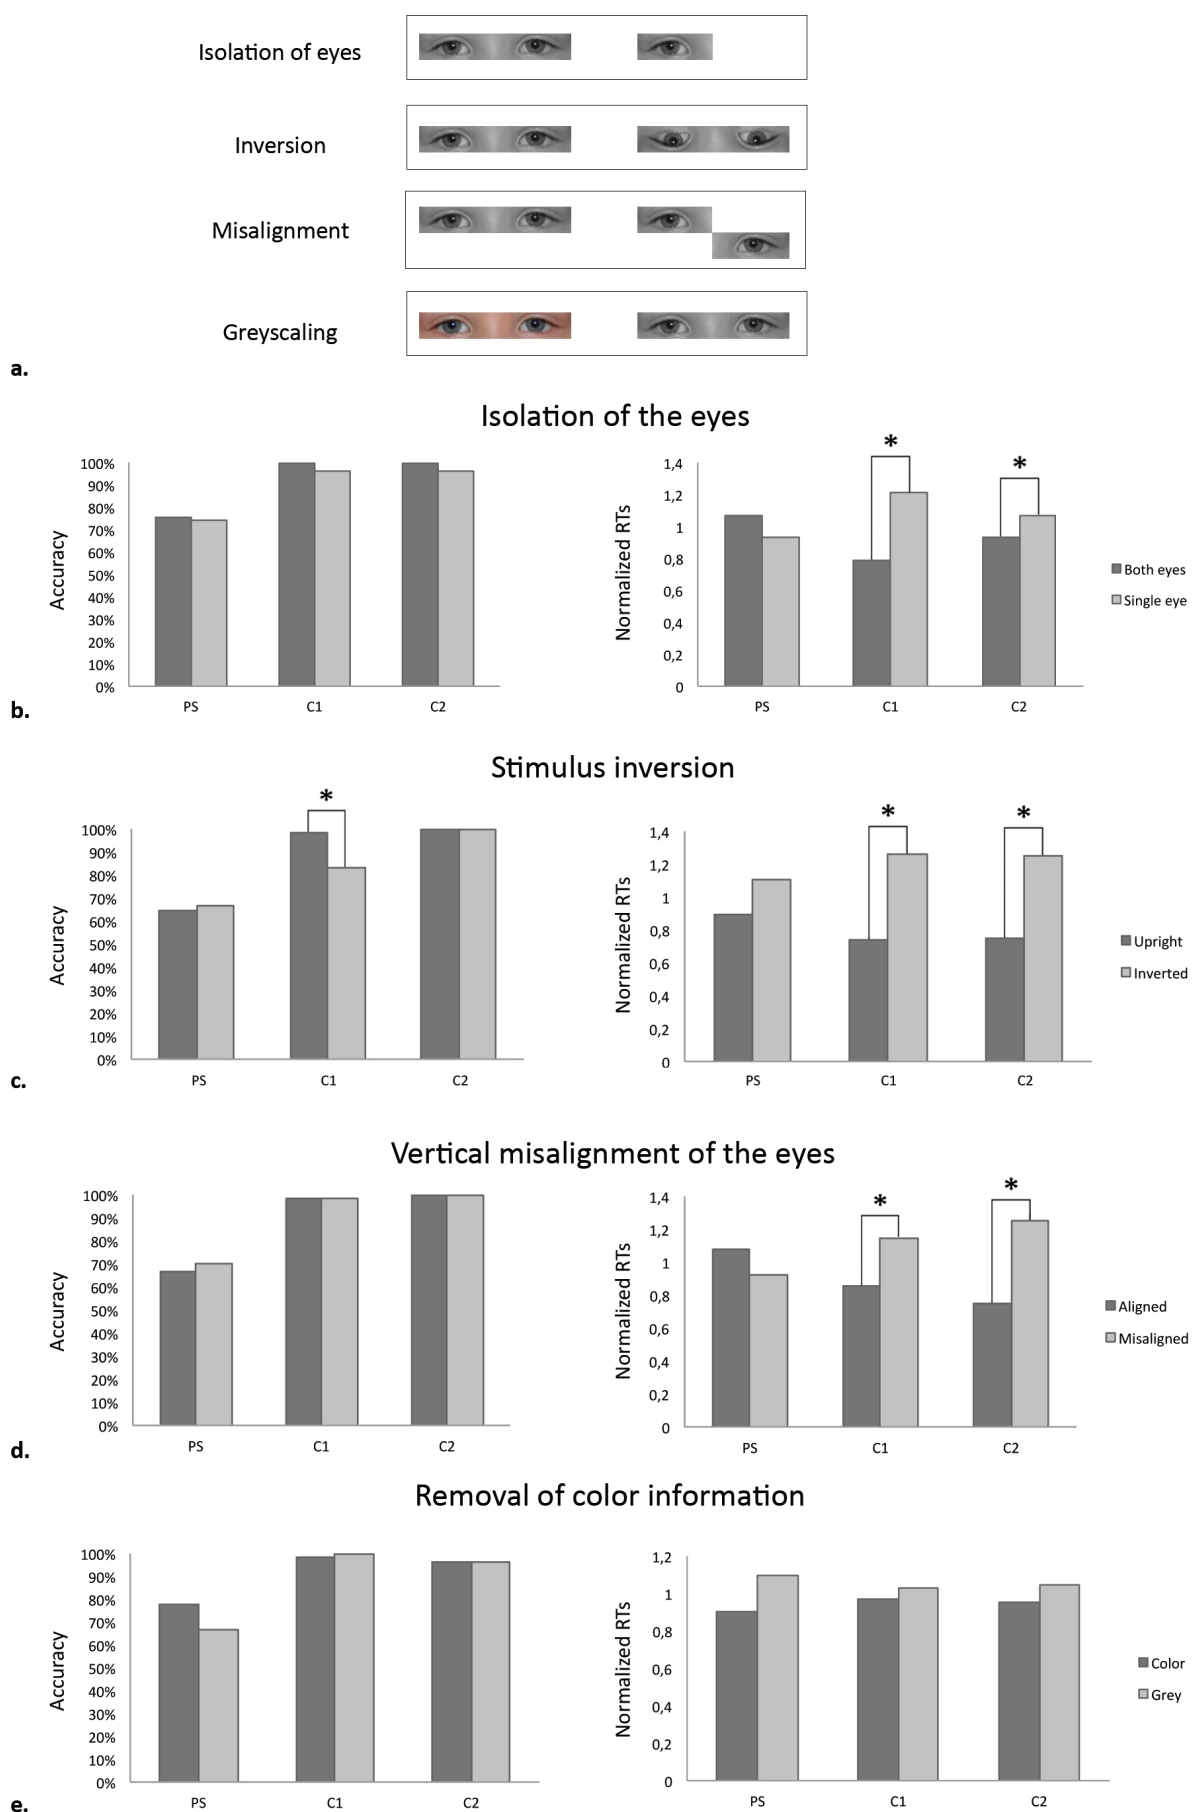 Isolation of eyes
Inversion
Misalignment
Greyscaling
a.
Isolation of the eyes
Accuracy
100%
90%
80%
70%
60%
50%
40%
30%
20%
10%
0%
PS C1 C2
Normalized RTs
1,4
1,2
1
0,8
0,6
0,4
0,2
0
* *
PS C1 C2
Both eyes
Single eye
b.
Stimulus inversion
Accuracy
100%
90%
80%
70%
60%
50%
40%
30%
20%
10%
0%
*
PS C1 C2
Normalized RTs
1,4
1,2
1
0,8
0,6
0,4
0,2
0
* *
PS C1 C2
Upright
Inverted
c.
Vertical misalignment of the eyes
Accuracy
100%
90%
80%
70%
60%
50%
40%
30%
20%
10%
0%
PS C1 C2
Normalized RTs
1,4
1,2
1
0,8
0,6
0,4
0,2
0
* *
PS C1 C2
Aligned
Misaligned
d.
Removal of color information
Accuracy
100%
90%
80%
70%
60%
50%
40%
30%
20%
10%
0%
PS C1 C2
Normalized RTs
1,2
1
0,8
0,6
0,4
0,2
0
PS C1 C2
Color
Grey
e.